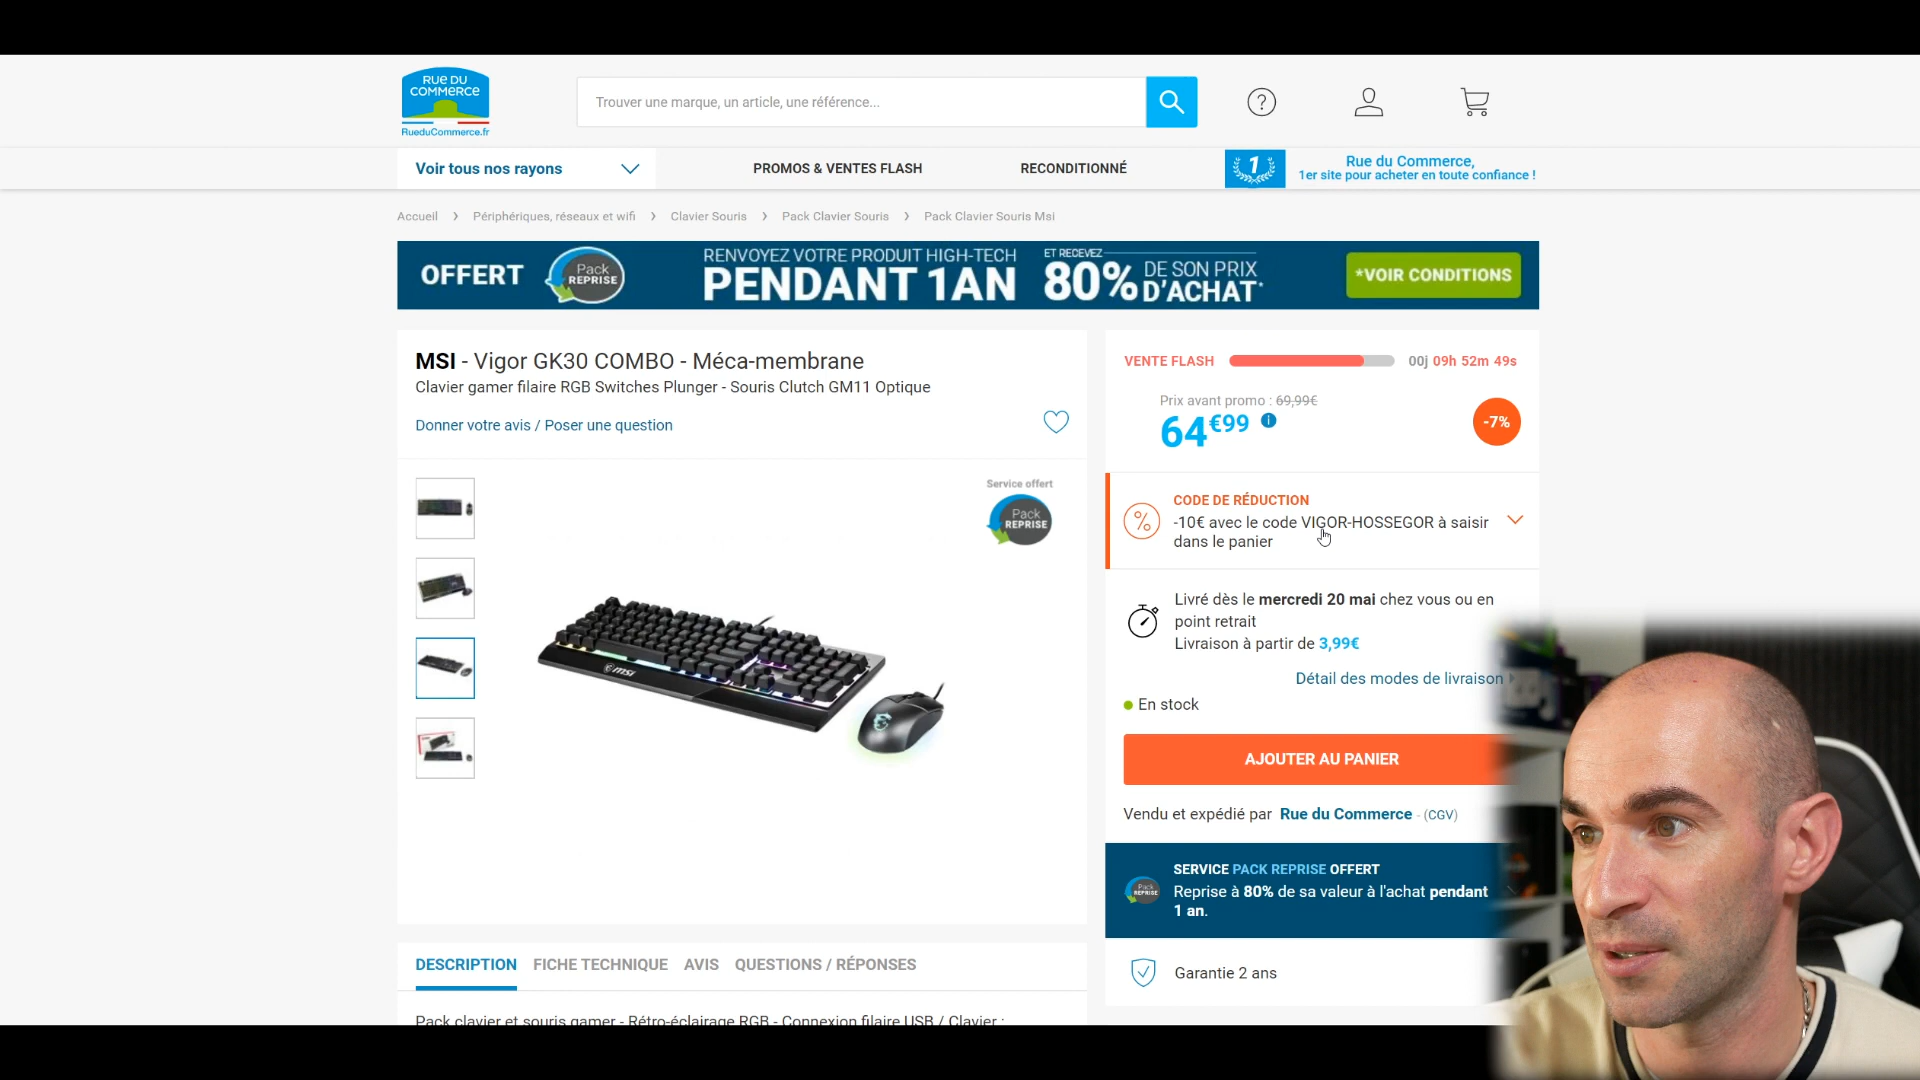 RUE DU
COMMERCE
RueduCommerce.fr
Trouver une marque, un article, une référence...
?
Voir tous nos rayons
PROMOS & VENTES FLASH
RECONDITIONNÉ
1
Rue du Commerce,
1er site pour acheter en toute confiance !
Accueil > Périphériques, réseaux et wifi > Clavier Souris > Pack Clavier Souris > Pack Clavier Souris Msi
OFFERT
Pack
REPRISE
RENVOYEZ VOTRE PRODUIT HIGH-TECH
PENDANT 1AN
ET RECEVEZ
80% DE SON PRIX
D'ACHAT*
*VOIR CONDITIONS
MSI - Vigor GK30 COMBO - Méca-membrane
Clavier gamer filaire RGB Switches Plunger - Souris Clutch GM11 Optique
Donner votre avis / Poser une question
Service offert
Pack
REPRISE
msi
VENTE FLASH
00j 09h 52m 49s
Prix avant promo : 69,99€
64€99
i
-7%
%
CODE DE RÉDUCTION
-10€ avec le code VIGOR-HOSSEGOR à saisir
dans le panier
Livré dès le mercredi 20 mai chez vous ou en
point retrait
Livraison à partir de 3,99€
Détail des modes de livraison
En stock
AJOUTER AU PANIER
Vendu et expédié par Rue du Commerce - (CGV)
Pack
REPRISE
SERVICE PACK REPRISE OFFERT
Reprise à 80% de sa valeur à l'achat pendant
1 an.
Garantie 2 ans
DESCRIPTION
FICHE TECHNIQUE
AVIS
QUESTIONS / RÉPONSES
Pack clavier et souris gamer - Rétro-éclairage RGB - Connexion filaire USB / Clavier :